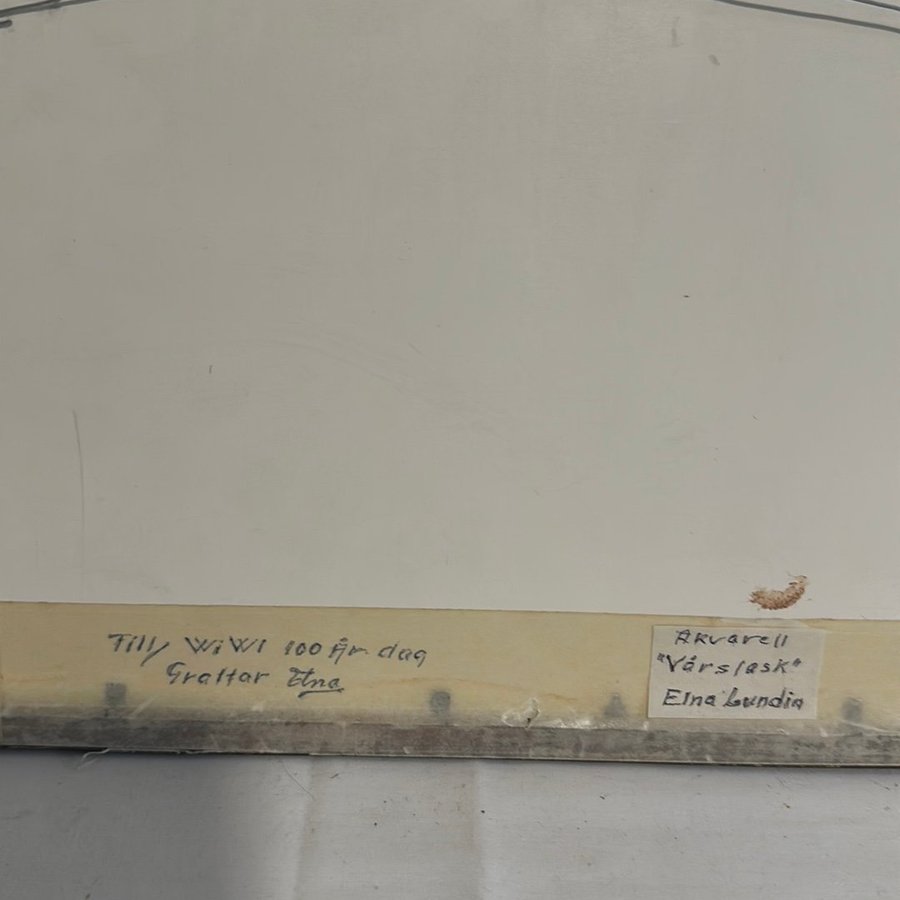 Till WiWi 100 År dag
Grattar Elna
Akvarell
"Vårslask"
Elna Lundin